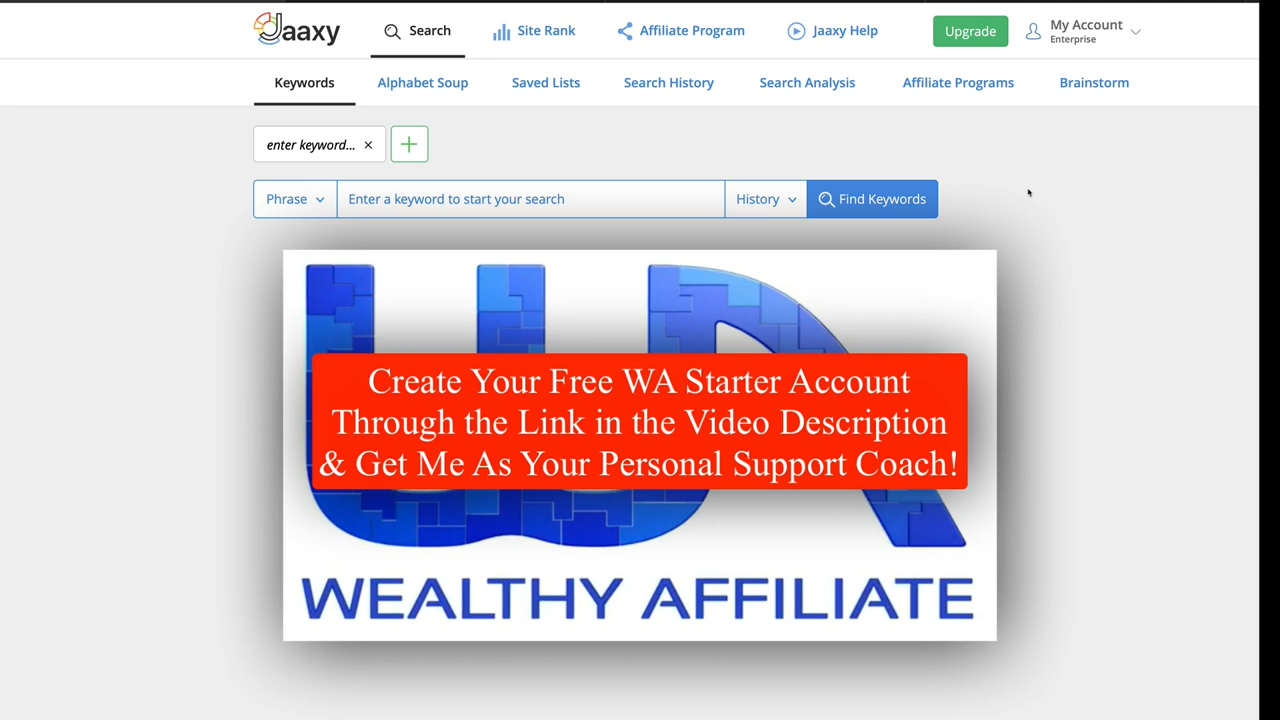 Jaaxy
Search
Site Rank
Affiliate Program
Jaaxy Help
Upgrade
My Account
Enterprise
Keywords
Alphabet Soup
Saved Lists
Search History
Search Analysis
Affiliate Programs
Brainstorm
enter keyword... ×
Phrase
Enter a keyword to start your search
History
Find Keywords
WA
Create Your Free WA Starter Account
Through the Link in the Video Description
& Get Me As Your Personal Support Coach!
WEALTHY AFFILIATE